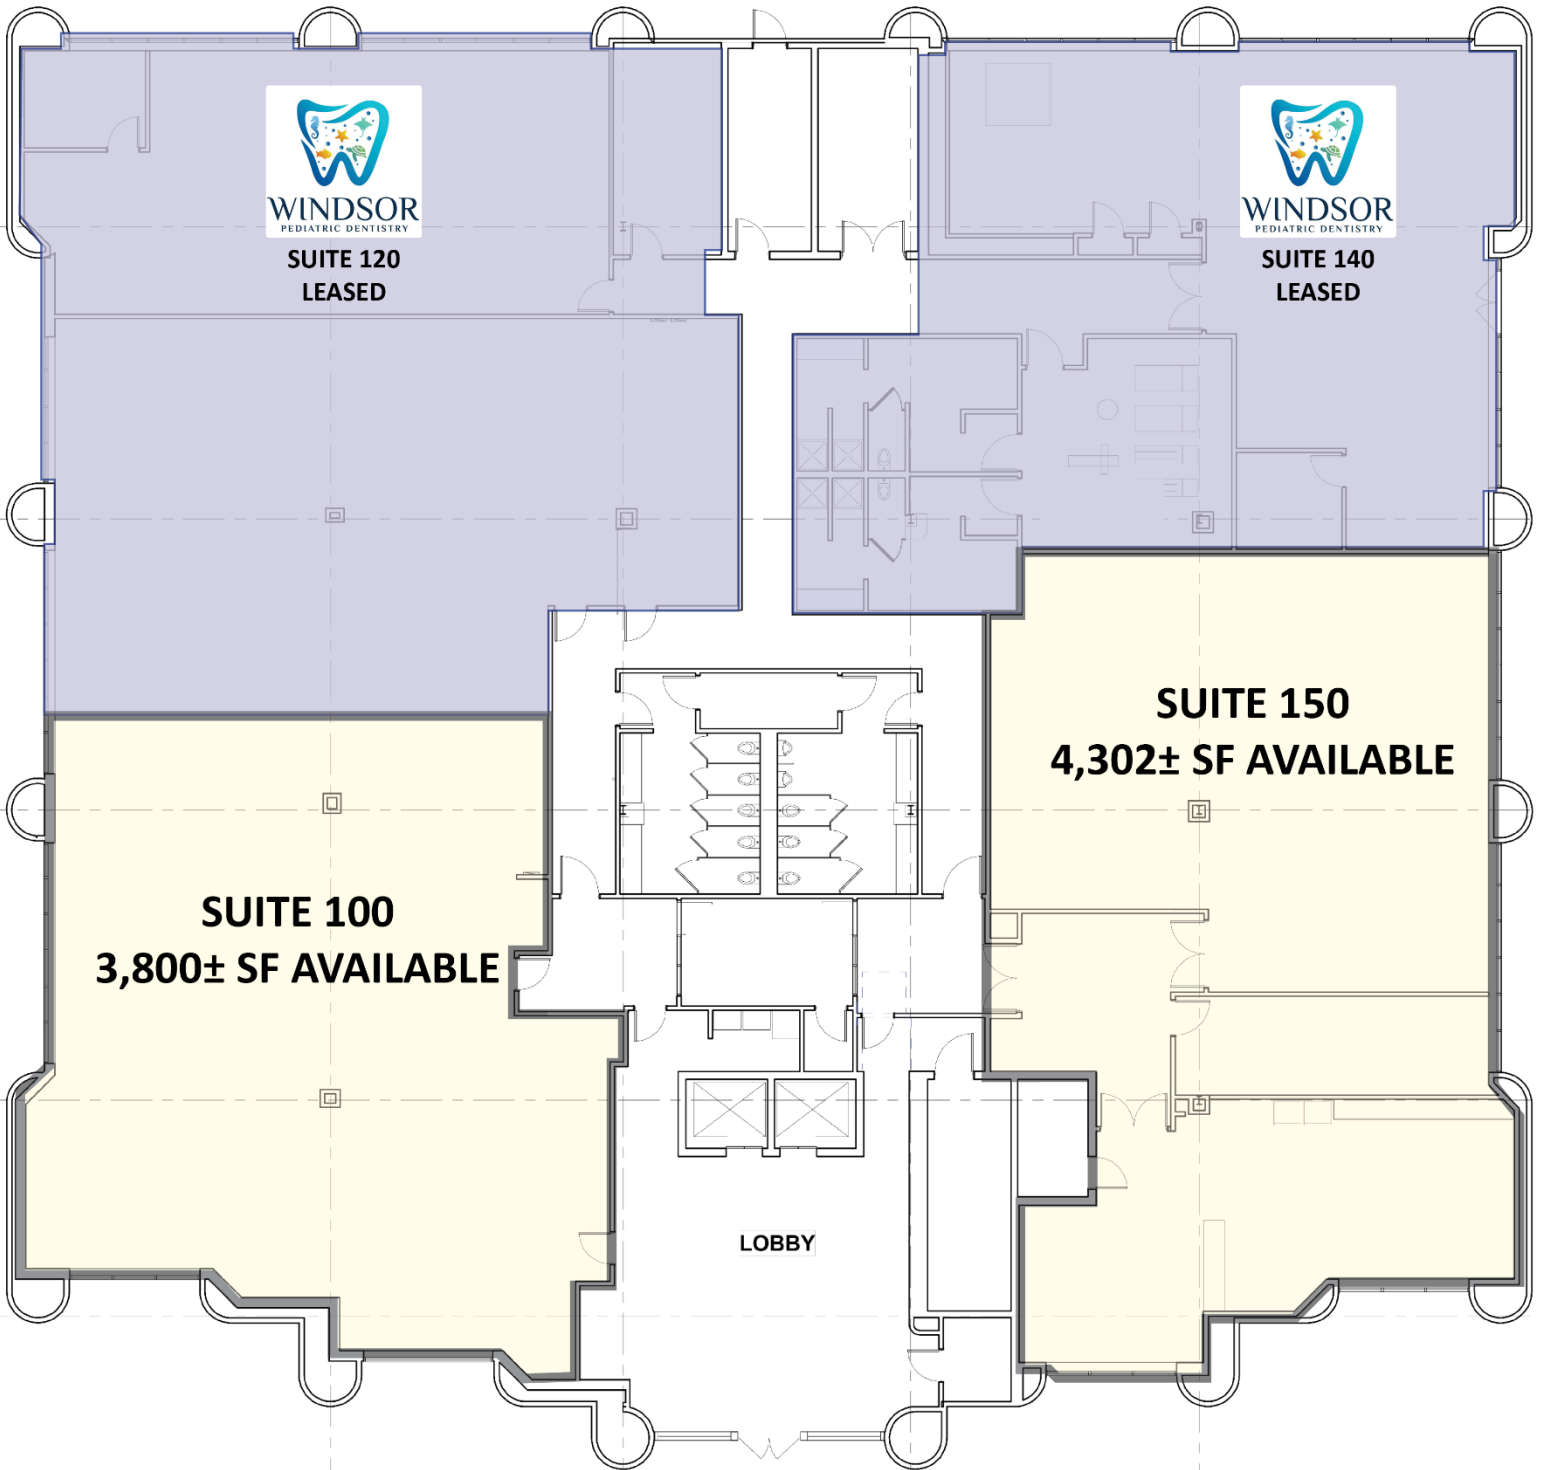 WINDSOR
PEDIATRIC DENTISTRY
SUITE 120
LEASED
WINDSOR
PEDIATRIC DENTISTRY
SUITE 140
LEASED
SUITE 150
4,302± SF AVAILABLE
SUITE 100
3,800± SF AVAILABLE
LOBBY